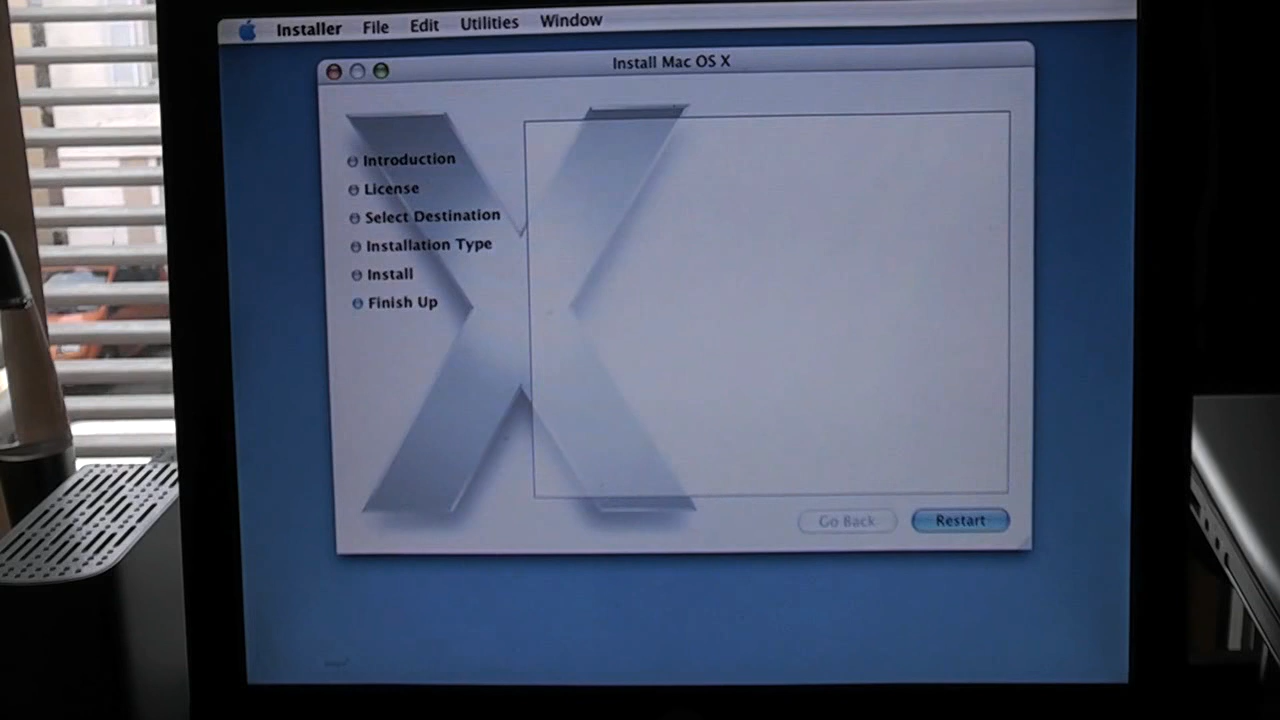 Installer File Edit Utilities Window
Install Mac OS X
Introduction
License
Select Destination
Installation Type
Install
Finish Up
Go Back Restart